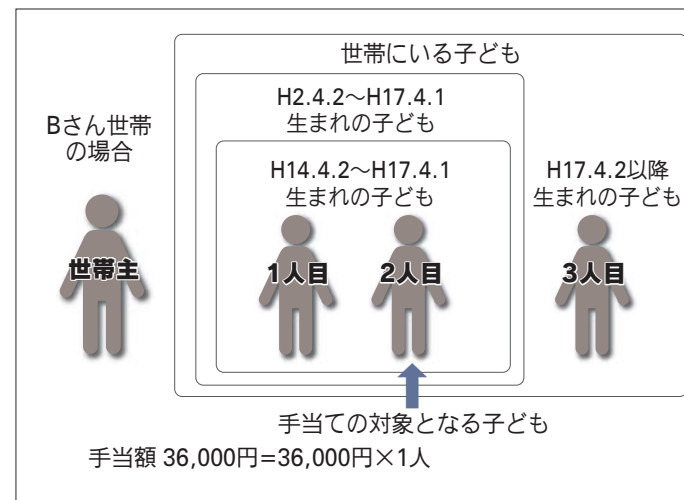 世帯にいる子ども
H2.4.2～H17.4.1
生まれの子ども
Bさん世帯
の場合
H14.4.2～H17.4.1
生まれの子ども
H17.4.2以降
生まれの子ども
世帯主
1人目
2人目
3人目
手当ての対象となる子ども
手当額 36,000円=36,000円×1人